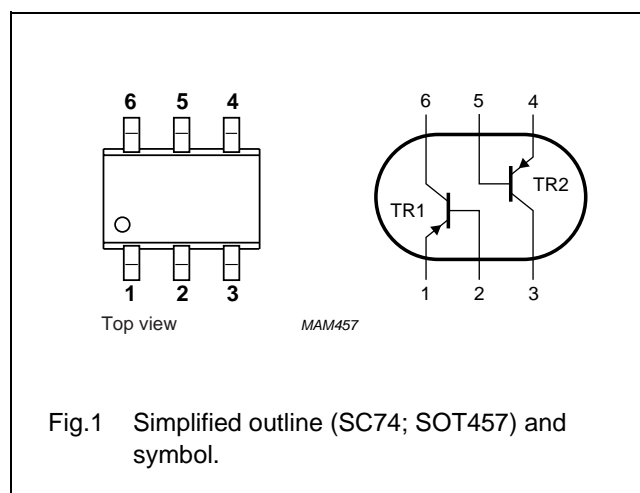 6 5 4
1 2 3
Top view
6 5 4
TR1
TR2
1 2 3
MAM457
Fig.1 Simplified outline (SC74; SOT457) and
symbol.